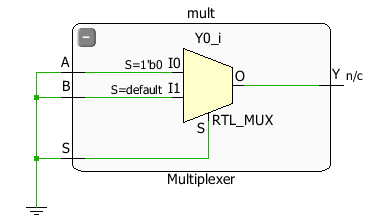 mult
Y0_i
A
S=1'b0 I0
B
S=default I1
O
Y n/c
S
S
RTL_MUX
Multiplexer